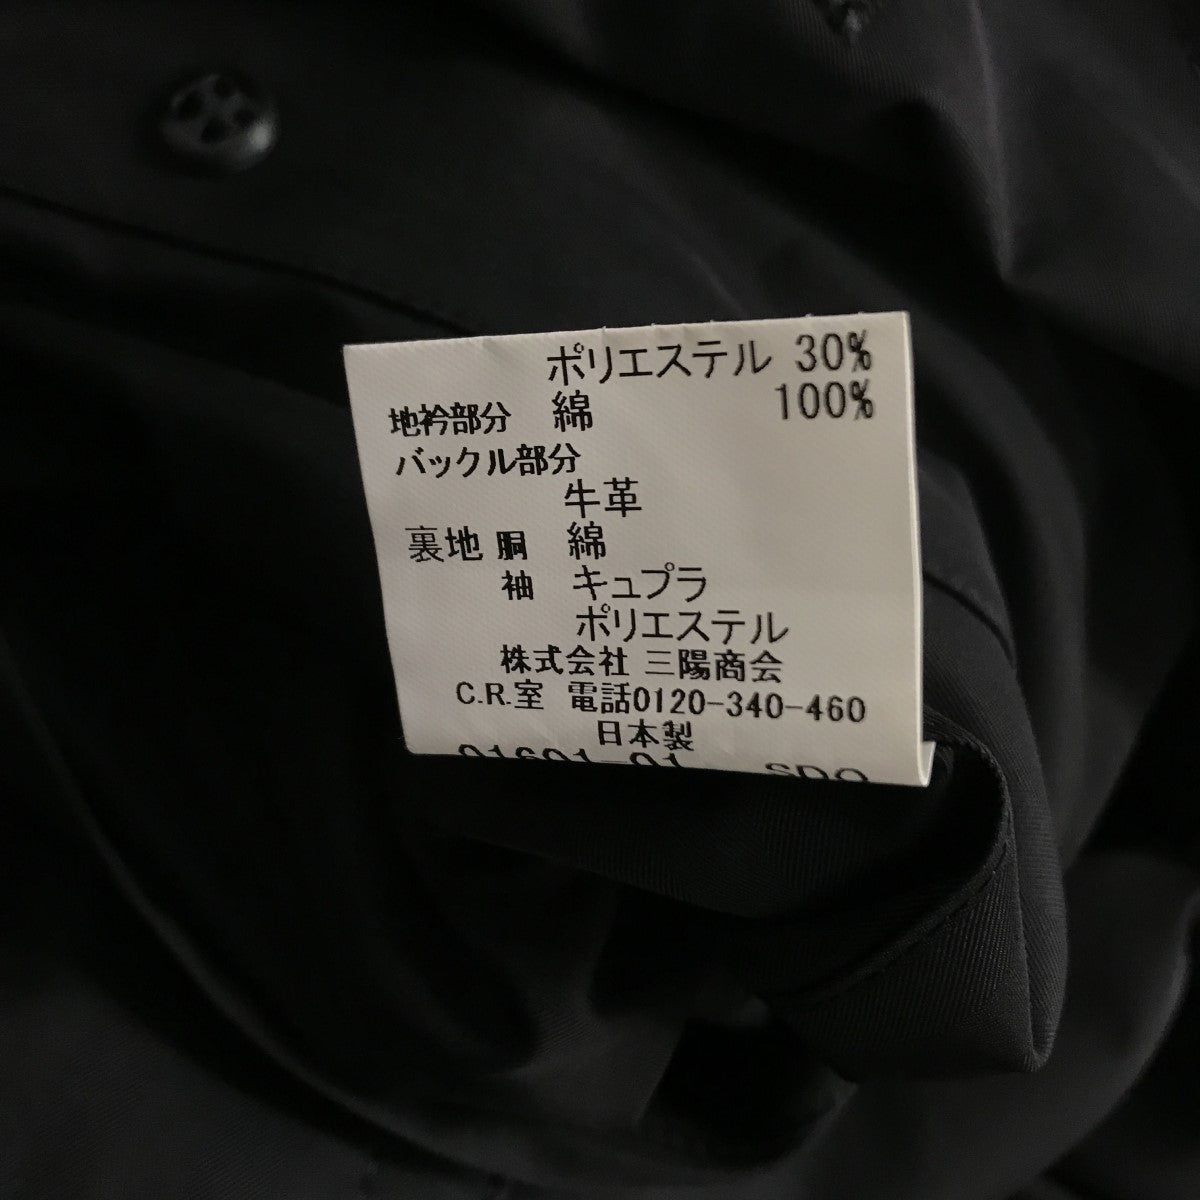 ポリエステル 30%
地衿部分 綿 100%
バックル部分
牛革
裏地 胴 綿
袖 キュプラ
ポリエステル
株式会社 三陽商会
C.R.室 電話0120-340-460
日本製